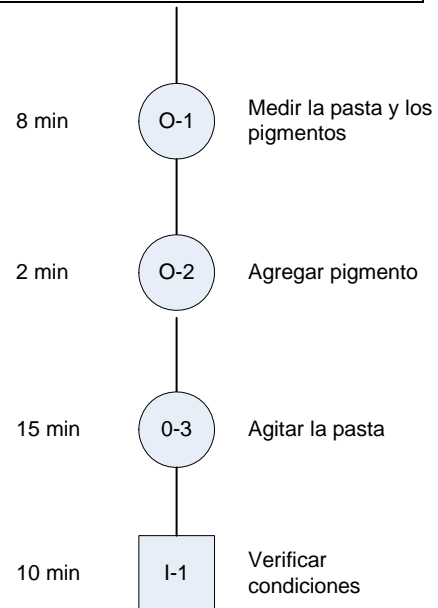 8 min
O-1
Medir la pasta y los
pigmentos
2 min
O-2
Agregar pigmento
15 min
0-3
Agitar la pasta
10 min
I-1
Verificar
condiciones